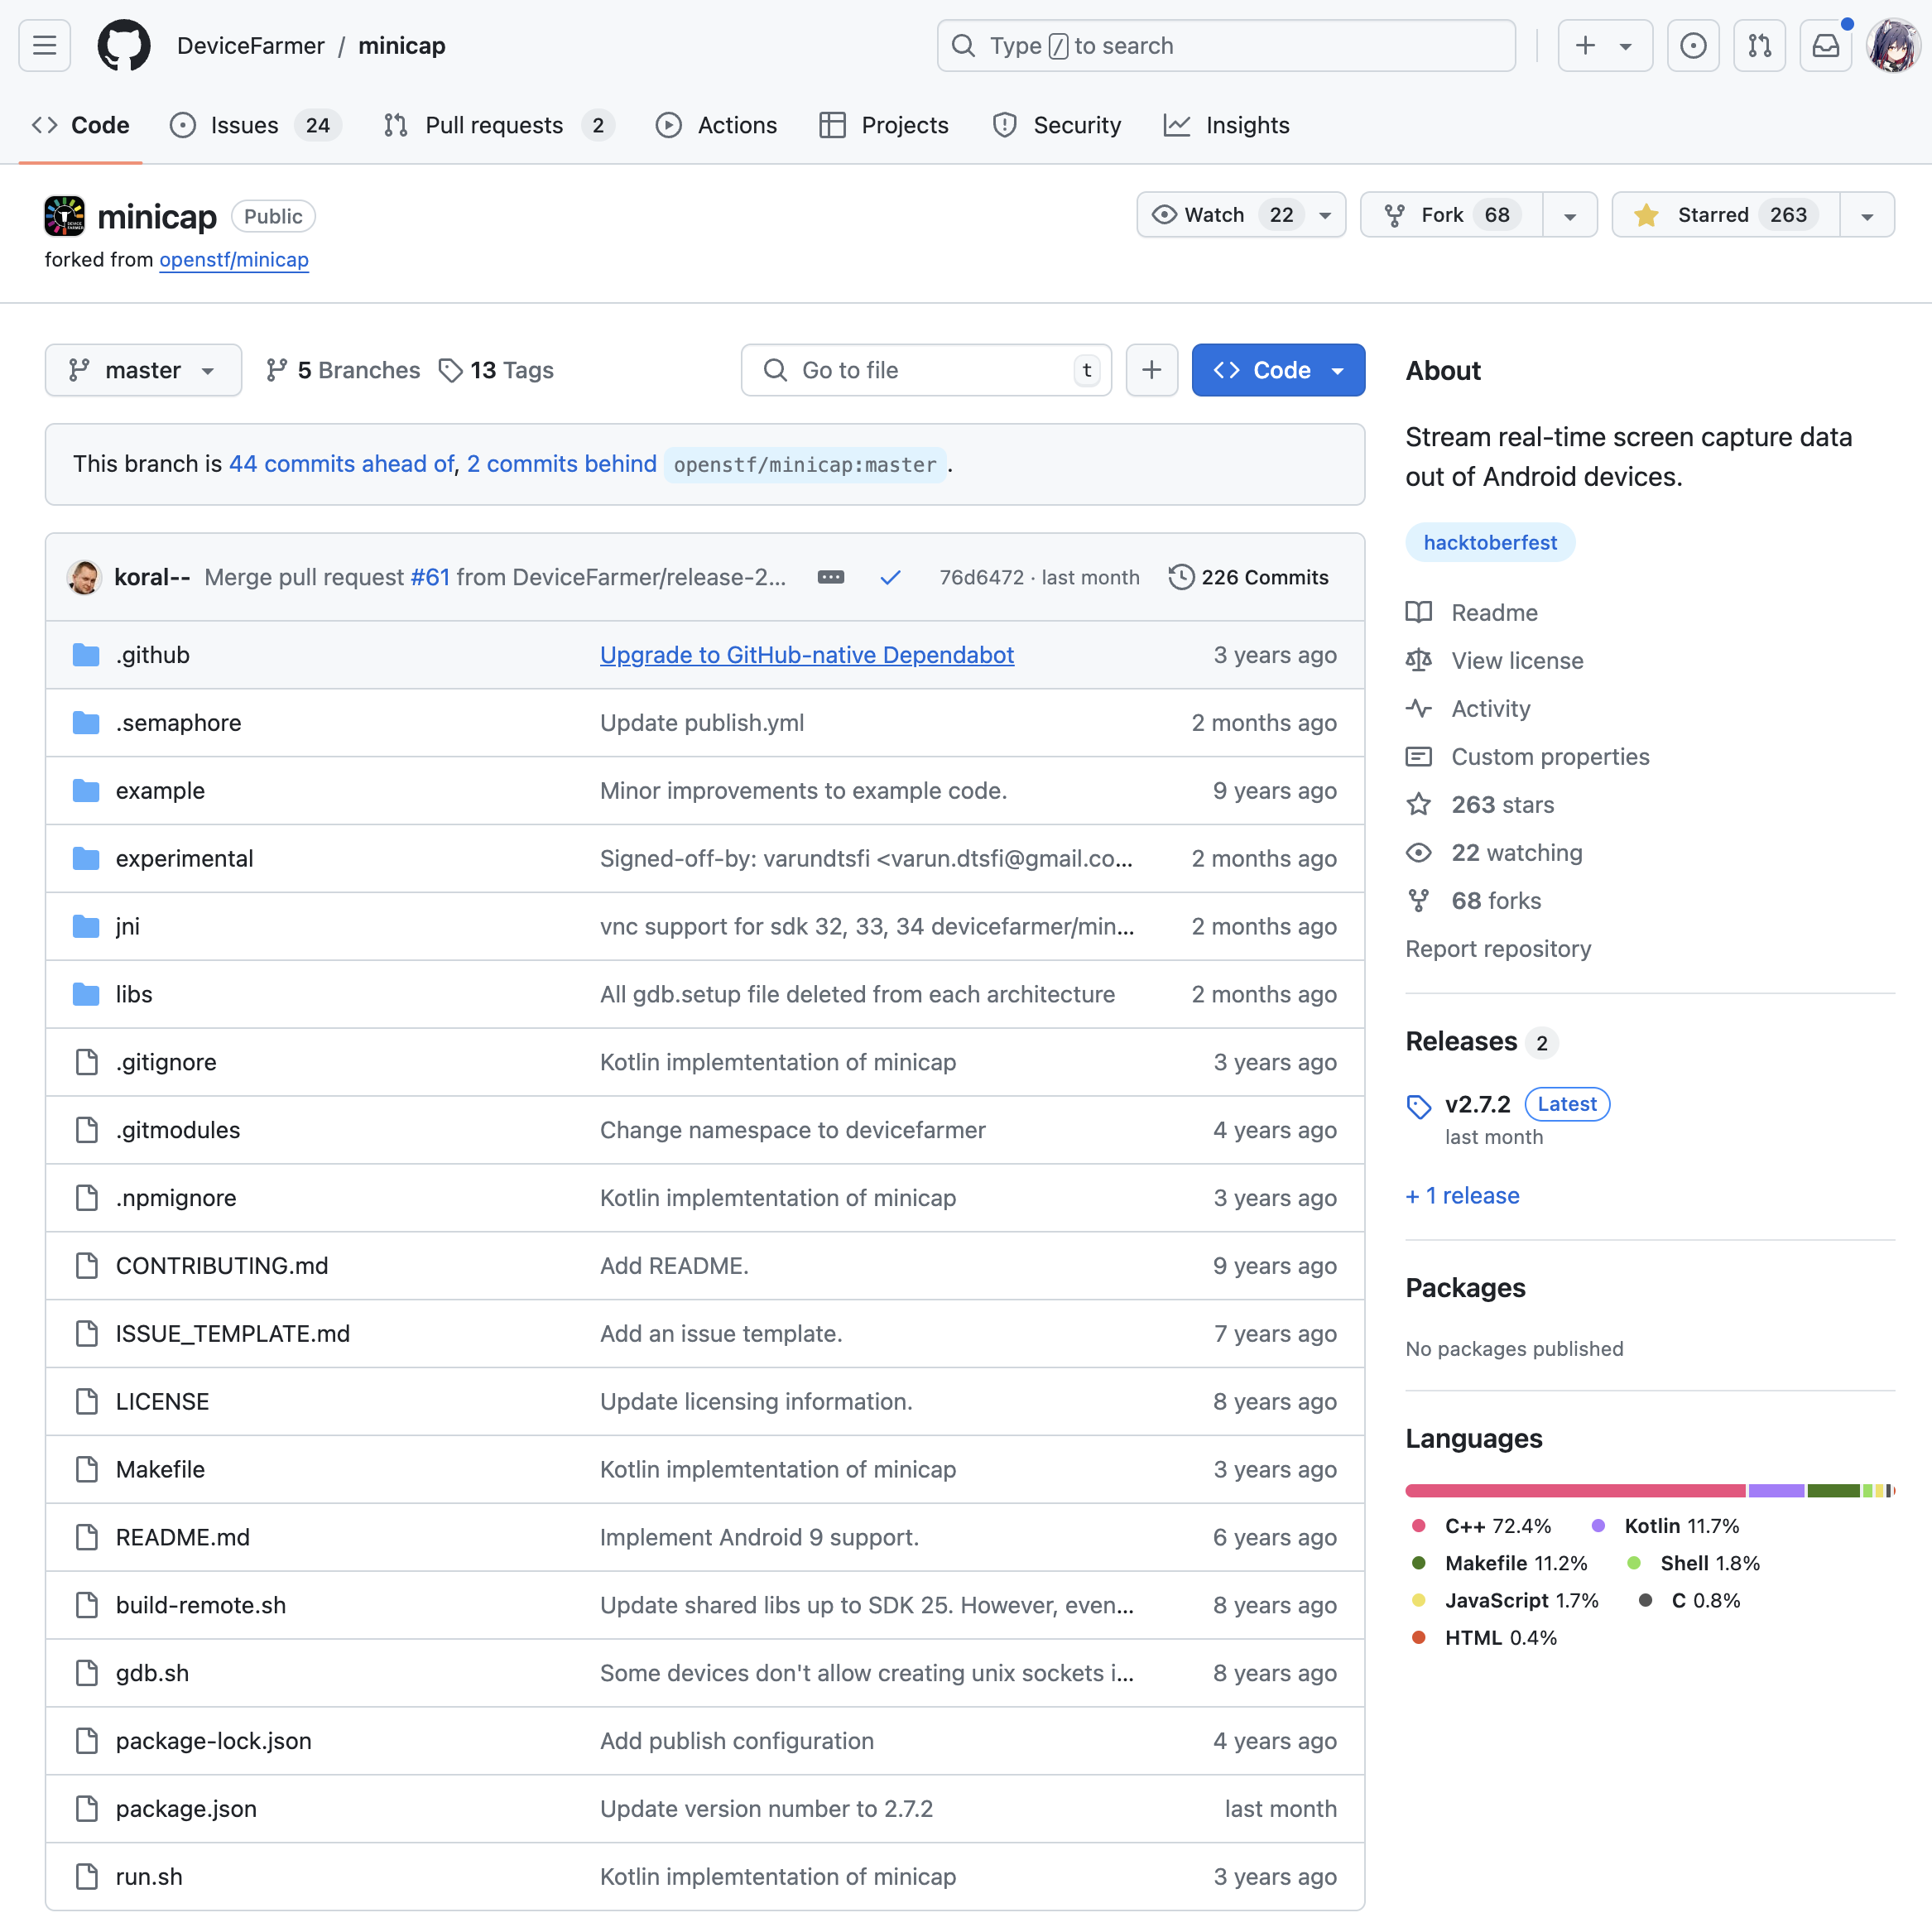 DeviceFarmer / minicap
Type / to search
Code
Issues 24
Pull requests 2
Actions
Projects
Security
Insights
minicap Public
forked from openstf/minicap
Watch 22
Fork 68
Starred 263
master
5 Branches
13 Tags
Go to file t
Code
This branch is 44 commits ahead of, 2 commits behind openstf/minicap:master .
koral-- Merge pull request #61 from DeviceFarmer/release-2... 76d6472 · last month 226 Commits
.github Upgrade to GitHub-native Dependabot 3 years ago
.semaphore Update publish.yml 2 months ago
example Minor improvements to example code. 9 years ago
experimental Signed-off-by: varundtsfi <varun.dtsfi@gmail.co... 2 months ago
jni vnc support for sdk 32, 33, 34 devicefarmer/min... 2 months ago
libs All gdb.setup file deleted from each architecture 2 months ago
.gitignore Kotlin implemtentation of minicap 3 years ago
.gitmodules Change namespace to devicefarmer 4 years ago
.npmignore Kotlin implemtentation of minicap 3 years ago
CONTRIBUTING.md Add README. 9 years ago
ISSUE_TEMPLATE.md Add an issue template. 7 years ago
LICENSE Update licensing information. 8 years ago
Makefile Kotlin implemtentation of minicap 3 years ago
README.md Implement Android 9 support. 6 years ago
build-remote.sh Update shared libs up to SDK 25. However, even... 8 years ago
gdb.sh Some devices don't allow creating unix sockets i... 8 years ago
package-lock.json Add publish configuration 4 years ago
package.json Update version number to 2.7.2 last month
run.sh Kotlin implemtentation of minicap 3 years ago
About
Stream real-time screen capture data
out of Android devices.
hacktoberfest
Readme
View license
Activity
Custom properties
263 stars
22 watching
68 forks
Report repository
Releases 2
v2.7.2 Latest
last month
+ 1 release
Packages
No packages published
Languages
C++ 72.4% Kotlin 11.7%
Makefile 11.2% Shell 1.8%
JavaScript 1.7% C 0.8%
HTML 0.4%